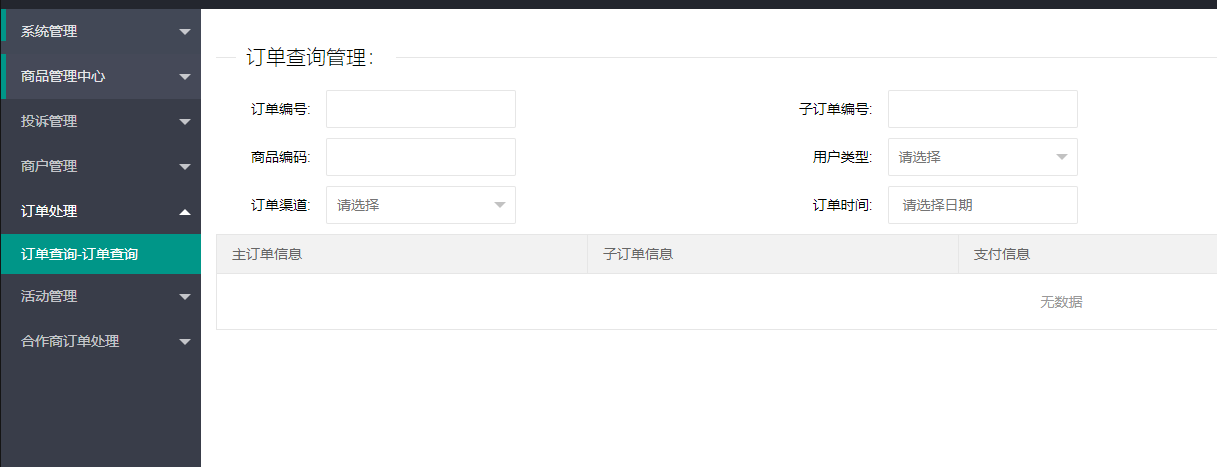 系统管理
商品管理中心
投诉管理
商户管理
订单处理
订单查询-订单查询
活动管理
合作商订单处理
订单查询管理：
订单编号:
子订单编号:
商品编码:
用户类型:
请选择
订单渠道:
请选择
订单时间:
请选择日期
主订单信息
子订单信息
支付信息
无数据